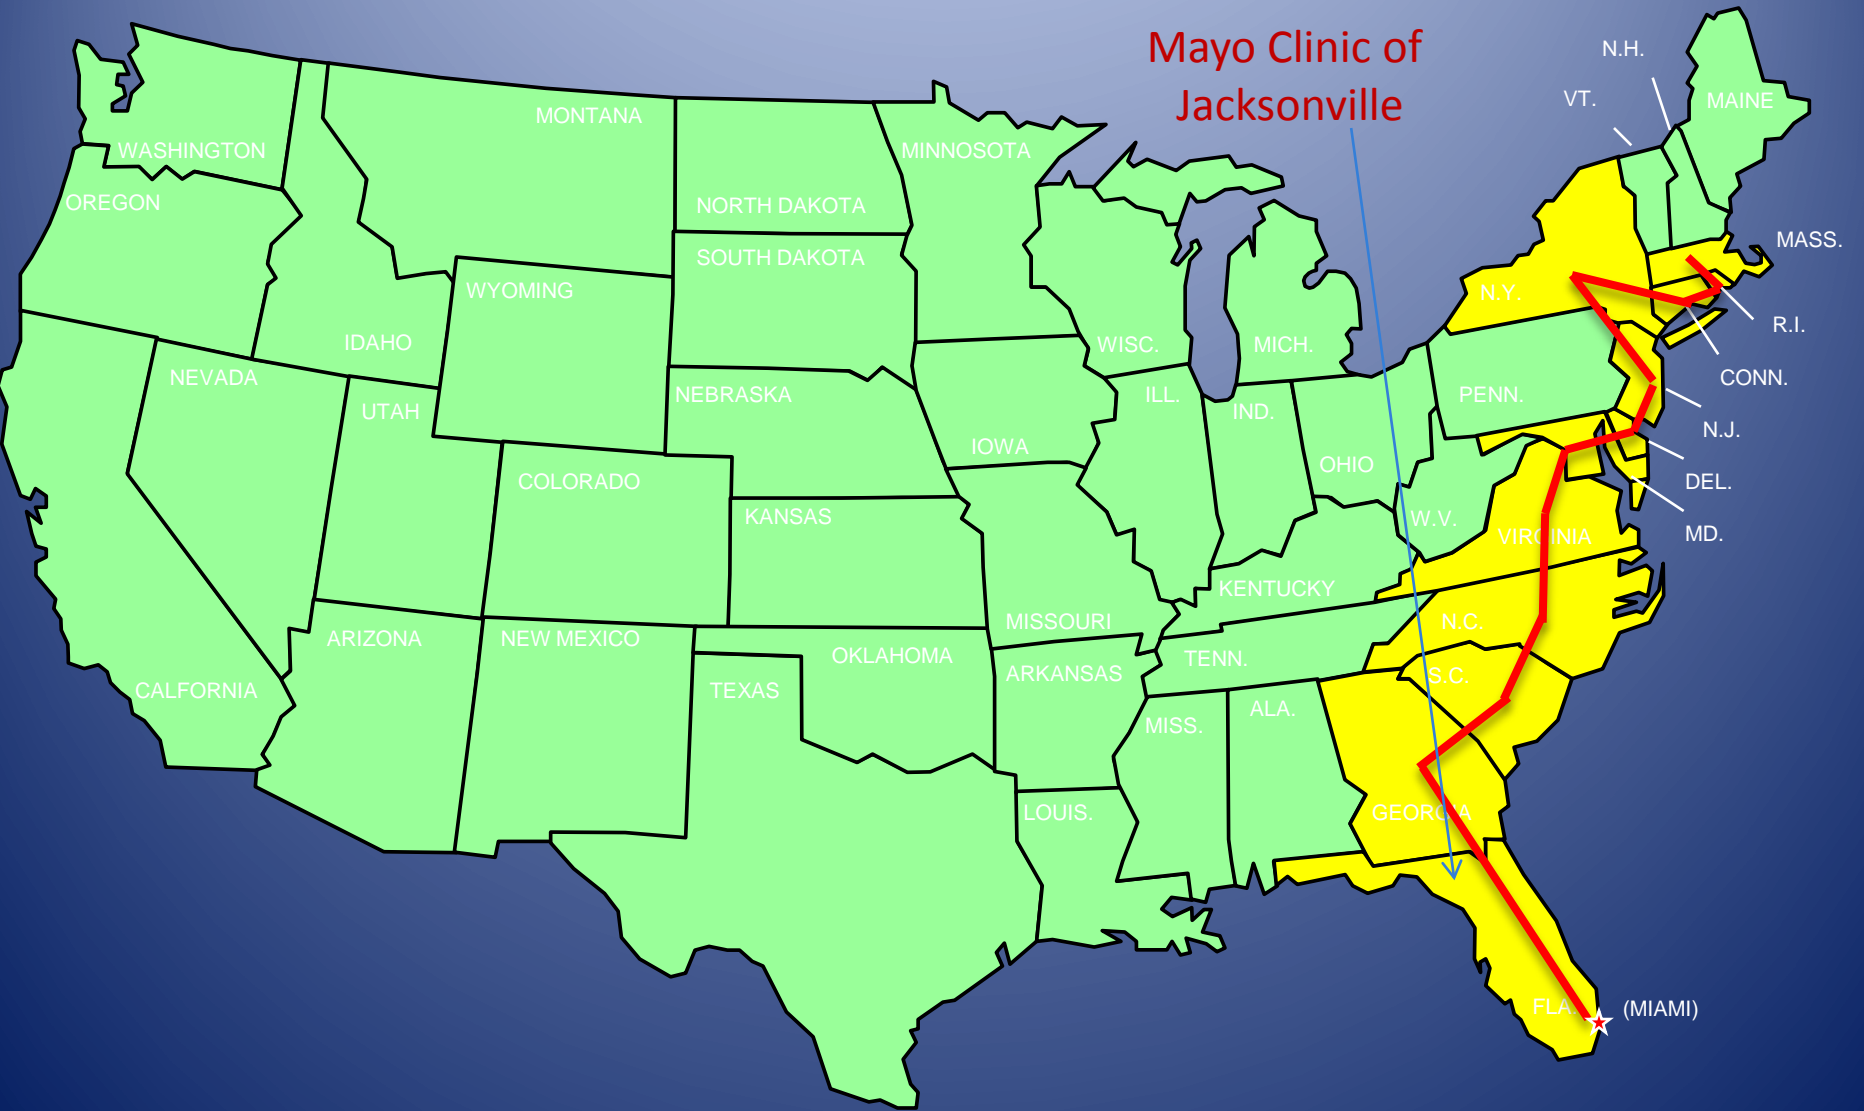 Mayo Clinic of
Jacksonville
N.H.
VT.
MAINE
MONTANA
WASHINGTON
MINNOSOTA
OREGON
NORTH DAKOTA
MASS.
SOUTH DAKOTA
WYOMING
N.Y.
R.I.
IDAHO
WISC.
MICH.
NEVADA
CONN.
NEBRASKA
ILL.
PENN.
UTAH
IND.
N.J.
IOWA
OHIO
COLORADO
DEL.
KANSAS
W.V.
VIRGINIA
MD.
KENTUCKY
MISSOURI
N.C.
ARIZONA
NEW MEXICO
OKLAHOMA
TENN.
ARKANSAS
S.C.
CALFORNIA
TEXAS
ALA.
MISS.
LOUIS.
GEORGIA
FLA.
(MIAMI)